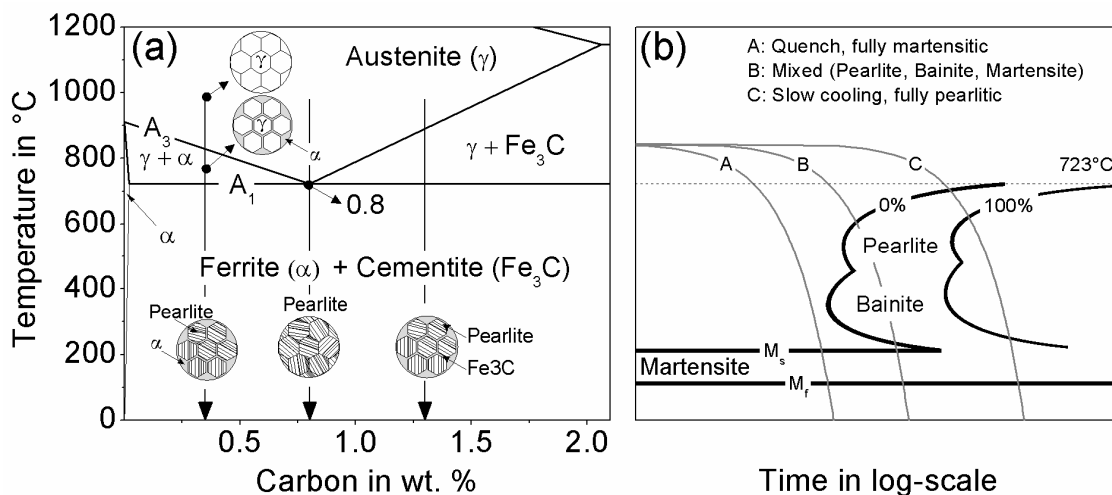 (a)
1200
1000
800
600
400
200
0
Temperature in °C
0.5
1.0
1.5
2.0
Carbon in wt. %
Austenite (γ)
γ
γ
α
A₃
γ + α
γ + Fe₃C
A₁
0.8
α
Ferrite (α) + Cementite (Fe₃C)
Pearlite
α
Pearlite
Pearlite
Fe3C
(b)
A: Quench, fully martensitic
B: Mixed (Pearlite, Bainite, Martensite)
C: Slow cooling, fully pearlitic
A
B
C
723°C
0%
100%
Pearlite
Bainite
Mₛ
Martensite
M_f
Time in log-scale